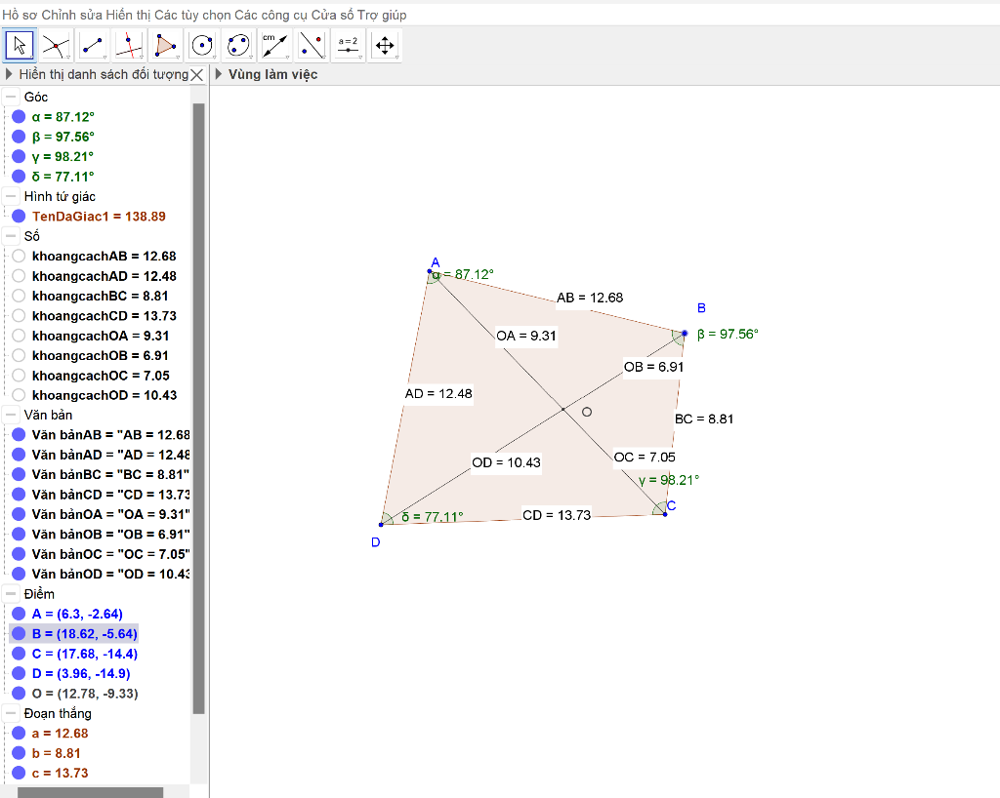 Hồ sơ Chỉnh sửa Hiển thị Các tùy chọn Các công cụ Cửa sổ Trợ giúp
cm
a = 2
Hiển thị danh sách đối tượng
Vùng làm việc
Góc
α = 87.12°
β = 97.56°
γ = 98.21°
δ = 77.11°
Hình tứ giác
TenDaGiac1 = 138.89
Số
khoangcachAB = 12.68
khoangcachAD = 12.48
khoangcachBC = 8.81
khoangcachCD = 13.73
khoangcachOA = 9.31
khoangcachOB = 6.91
khoangcachOC = 7.05
khoangcachOD = 10.43
Văn bản
Văn bảnAB = "AB = 12.68
Văn bảnAD = "AD = 12.48
Văn bảnBC = "BC = 8.81"
Văn bảnCD = "CD = 13.73
Văn bảnOA = "OA = 9.31"
Văn bảnOB = "OB = 6.91"
Văn bảnOC = "OC = 7.05"
Văn bảnOD = "OD = 10.43
Điểm
A = (6.3, -2.64)
B = (18.62, -5.64)
C = (17.68, -14.4)
D = (3.96, -14.9)
O = (12.78, -9.33)
Đoạn thẳng
a = 12.68
b = 8.81
c = 13.73
A
α = 87.12°
AB = 12.68
B
β = 97.56°
OA = 9.31
OB = 6.91
AD = 12.48
O
BC = 8.81
OD = 10.43
OC = 7.05
γ = 98.21°
C
δ = 77.11°
CD = 13.73
D